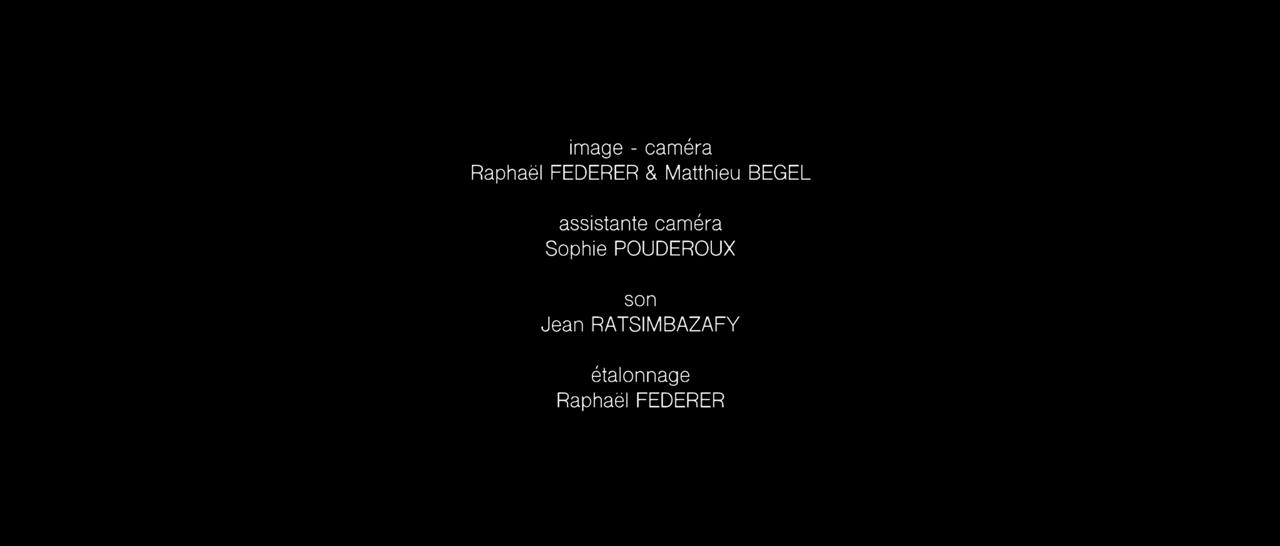 image - caméra
Raphaël FEDERER & Matthieu BEGEL
assistante caméra
Sophie POUDEROUX
son
Jean RATSIMBAZAFY
étalonnage
Raphaël FEDERER